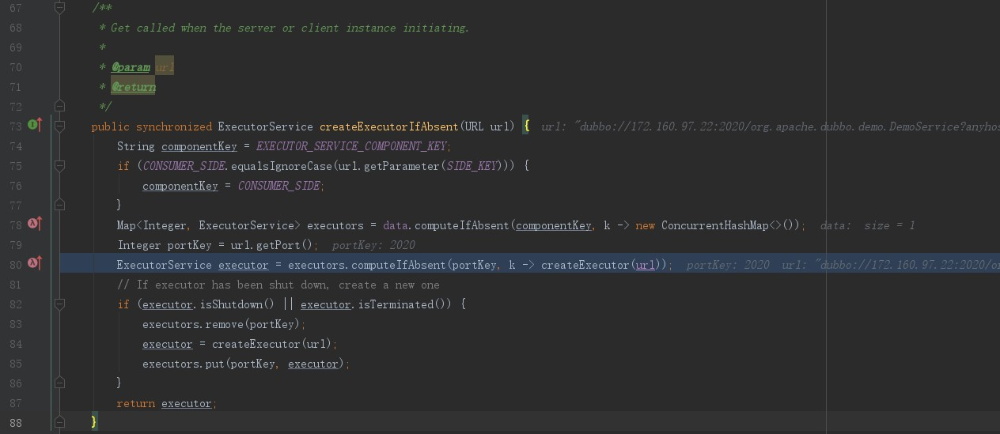 67 /**
68 * Get called when the server or client instance initiating.
69 *
70 * @param url
71 * @return
72 */
73 public synchronized ExecutorService createExecutorIfAbsent(URL url) { url: "dubbo://172.160.97.22:2020/org.apache.dubbo.demo.DemoService?anyhos
74 String componentKey = EXECUTOR_SERVICE_COMPONENT_KEY;
75 if (CONSUMER_SIDE.equalsIgnoreCase(url.getParameter(SIDE_KEY))) {
76 componentKey = CONSUMER_SIDE;
77 }
78 Map<Integer, ExecutorService> executors = data.computeIfAbsent(componentKey, k -> new ConcurrentHashMap<>()); data: size = 1
79 Integer portKey = url.getPort(); portKey: 2020
80 ExecutorService executor = executors.computeIfAbsent(portKey, k -> createExecutor(url)); portKey: 2020 url: "dubbo://172.160.97.22:2020/or
81 // If executor has been shut down, create a new one
82 if (executor.isShutdown() || executor.isTerminated()) {
83 executors.remove(portKey);
84 executor = createExecutor(url);
85 executors.put(portKey, executor);
86 }
87 return executor;
88 }